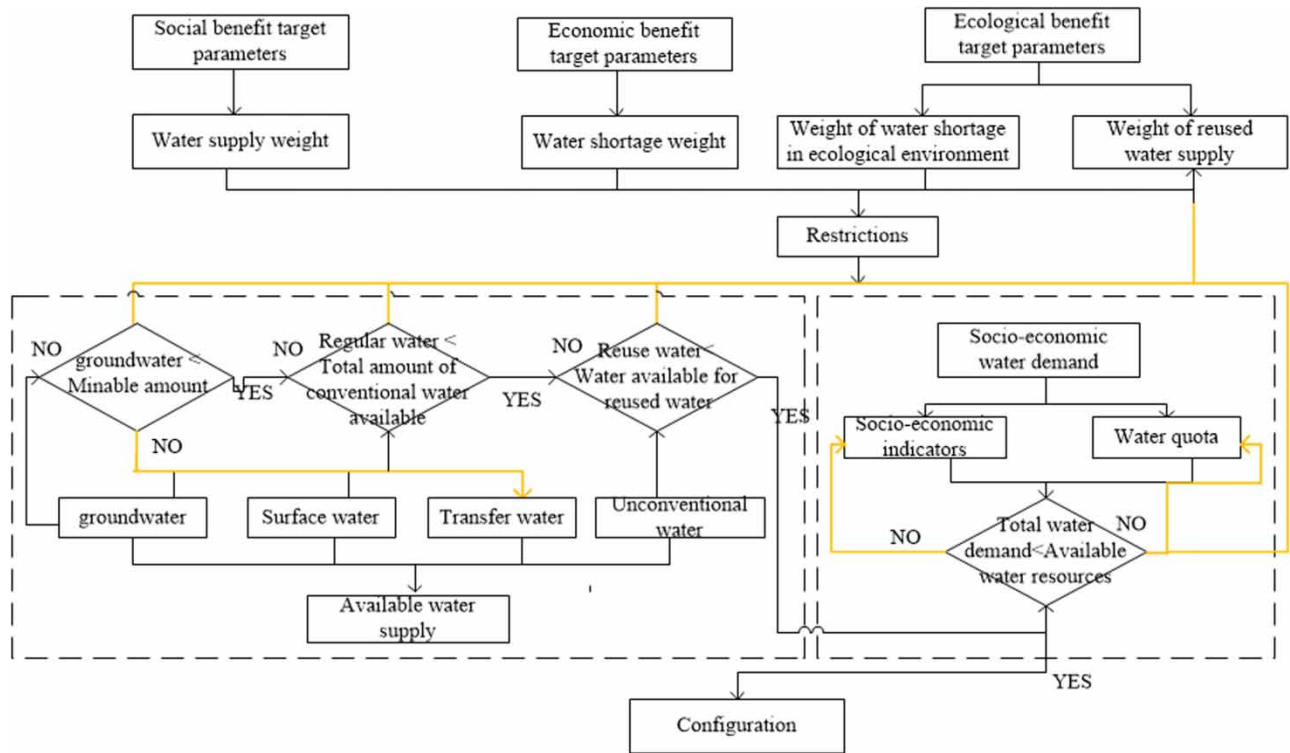 Social benefit target
parameters
Economic benefit
target parameters
Ecological benefit
target parameters
Water supply weight
Water shortage weight
Weight of water shortage
in ecological environment
Weight of reused
water supply
Restrictions
NO
groundwater <
Minable amount
YES
NO
Regular water <
Total amount of
conventional water
available
YES
NO
Reuse water<
Water available for
reused water
YES
NO
groundwater
Surface water
Transfer water
Unconventional
water
Available water
supply
Socio-economic
water demand
Socio-economic
indicators
Water quota
NO
Total water
demand<Available
water resources
NO
YES
Configuration